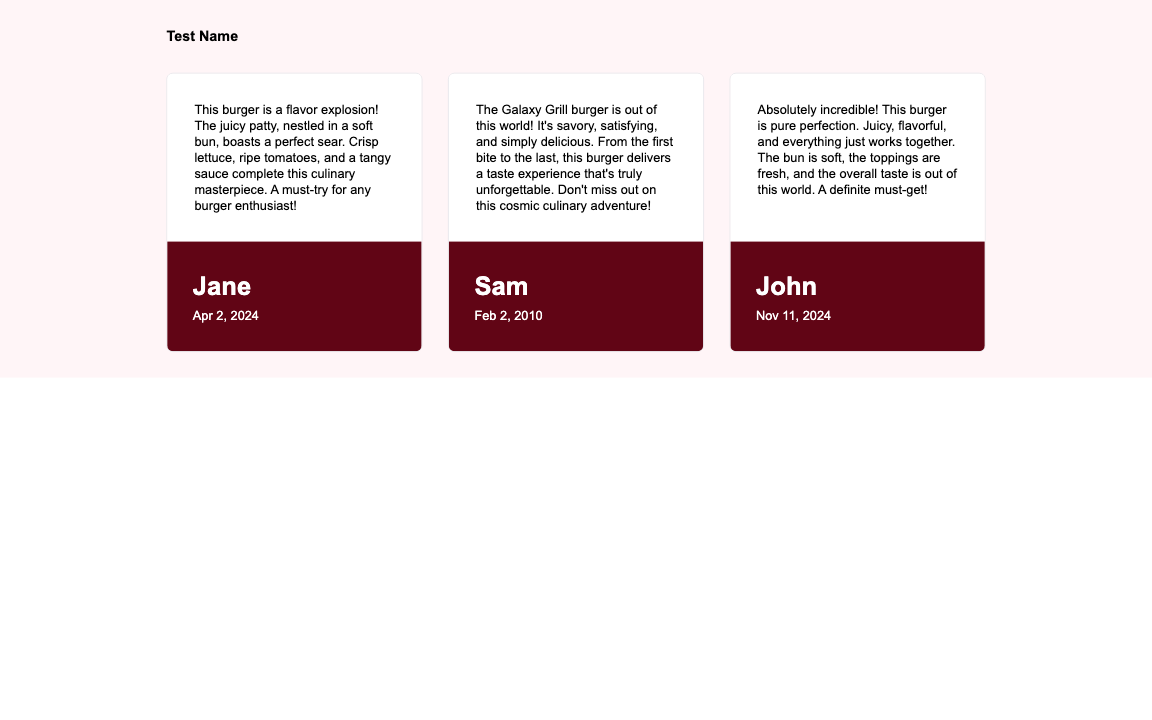 Test Name
This burger is a flavor explosion!
The juicy patty, nestled in a soft
bun, boasts a perfect sear. Crisp
lettuce, ripe tomatoes, and a tangy
sauce complete this culinary
masterpiece. A must-try for any
burger enthusiast!
Jane
Apr 2, 2024
The Galaxy Grill burger is out of
this world! It's savory, satisfying,
and simply delicious. From the first
bite to the last, this burger delivers
a taste experience that's truly
unforgettable. Don't miss out on
this cosmic culinary adventure!
Sam
Feb 2, 2010
Absolutely incredible! This burger
is pure perfection. Juicy, flavorful,
and everything just works together.
The bun is soft, the toppings are
fresh, and the overall taste is out of
this world. A definite must-get!
John
Nov 11, 2024